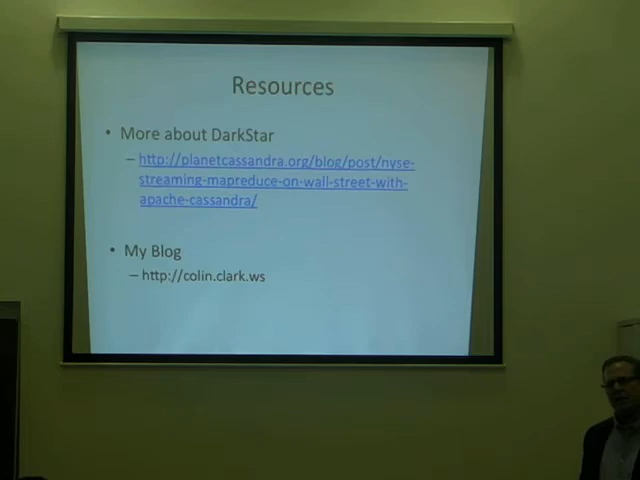 Resources
• More about DarkStar
– http://planetcassandra.org/blog/post/nyse-
streaming-mapreduce-on-wall-street-with-
apache-cassandra/
• My Blog
– http://colin.clark.ws